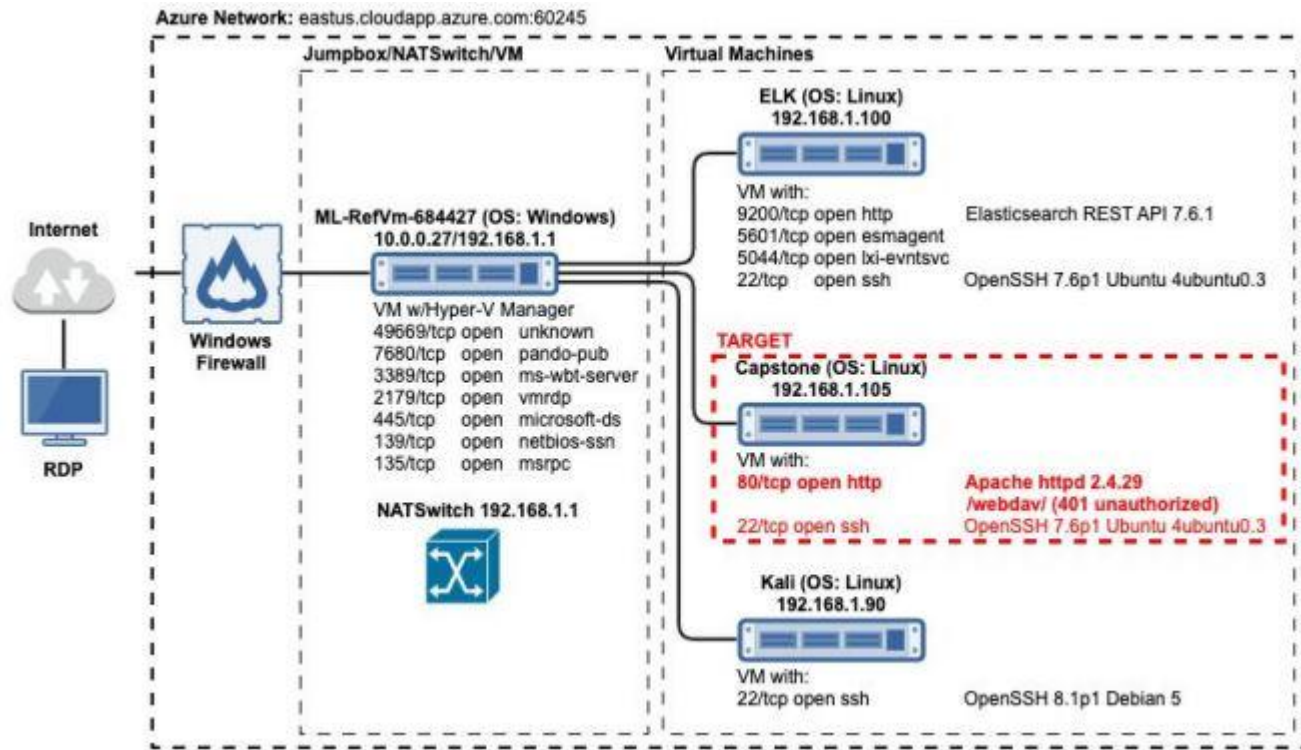 Azure Network: eastus.cloudapp.azure.com:60245
Jumpbox/NATSwitch/VM
Virtual Machines
Internet
RDP
Windows
Firewall
ML-RefVm-684427 (OS: Windows)
10.0.0.27/192.168.1.1
VM w/Hyper-V Manager
49669/tcp open unknown
7680/tcp open pando-pub
3389/tcp open ms-wbt-server
2179/tcp open vmrdp
445/tcp open microsoft-ds
139/tcp open netbios-ssn
135/tcp open msrpc
NATSwitch 192.168.1.1
ELK (OS: Linux)
192.168.1.100
VM with:
9200/tcp open http Elasticsearch REST API 7.6.1
5601/tcp open esmagent
5044/tcp open lxi-evntsvc
22/tcp open ssh OpenSSH 7.6p1 Ubuntu 4ubuntu0.3
TARGET
Capstone (OS: Linux)
192.168.1.105
VM with:
80/tcp open http Apache httpd 2.4.29
/webdav/ (401 unauthorized)
22/tcp open ssh OpenSSH 7.6p1 Ubuntu 4ubuntu0.3
Kali (OS: Linux)
192.168.1.90
VM with:
22/tcp open ssh OpenSSH 8.1p1 Debian 5